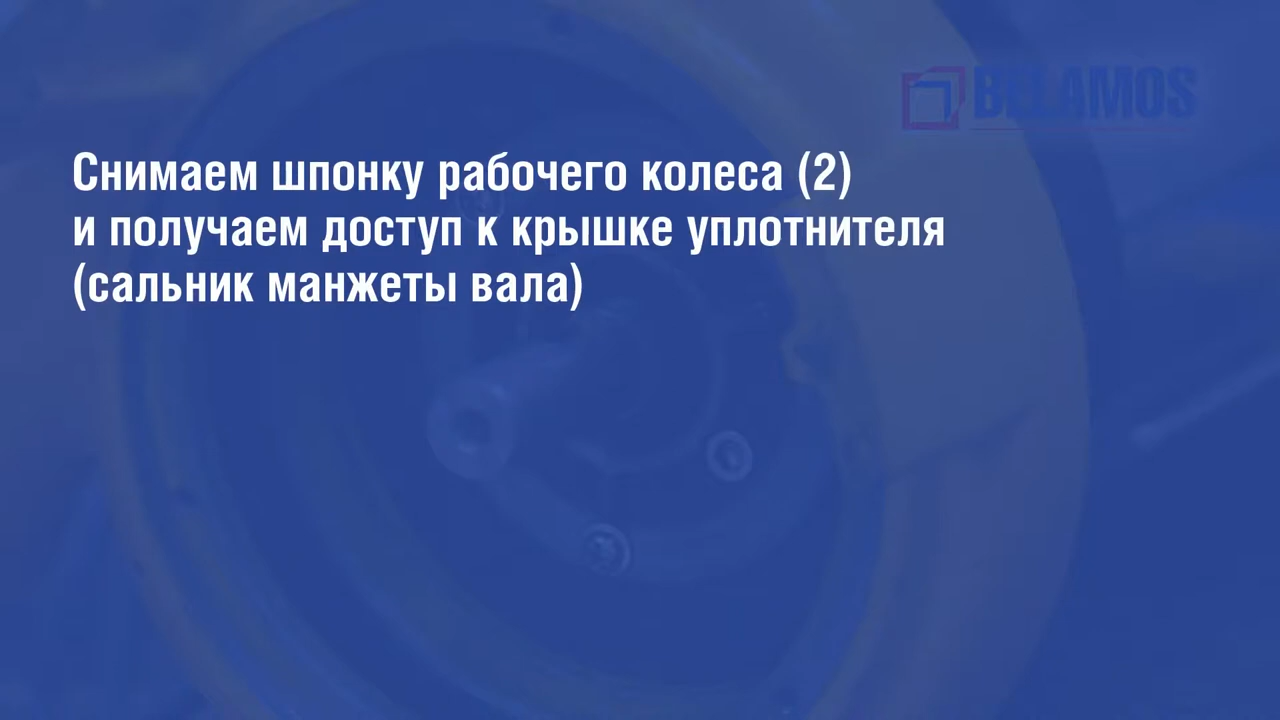 BELAMOS
Снимаем шпонку рабочего колеса (2)
и получаем доступ к крышке уплотнителя
(сальник манжеты вала)